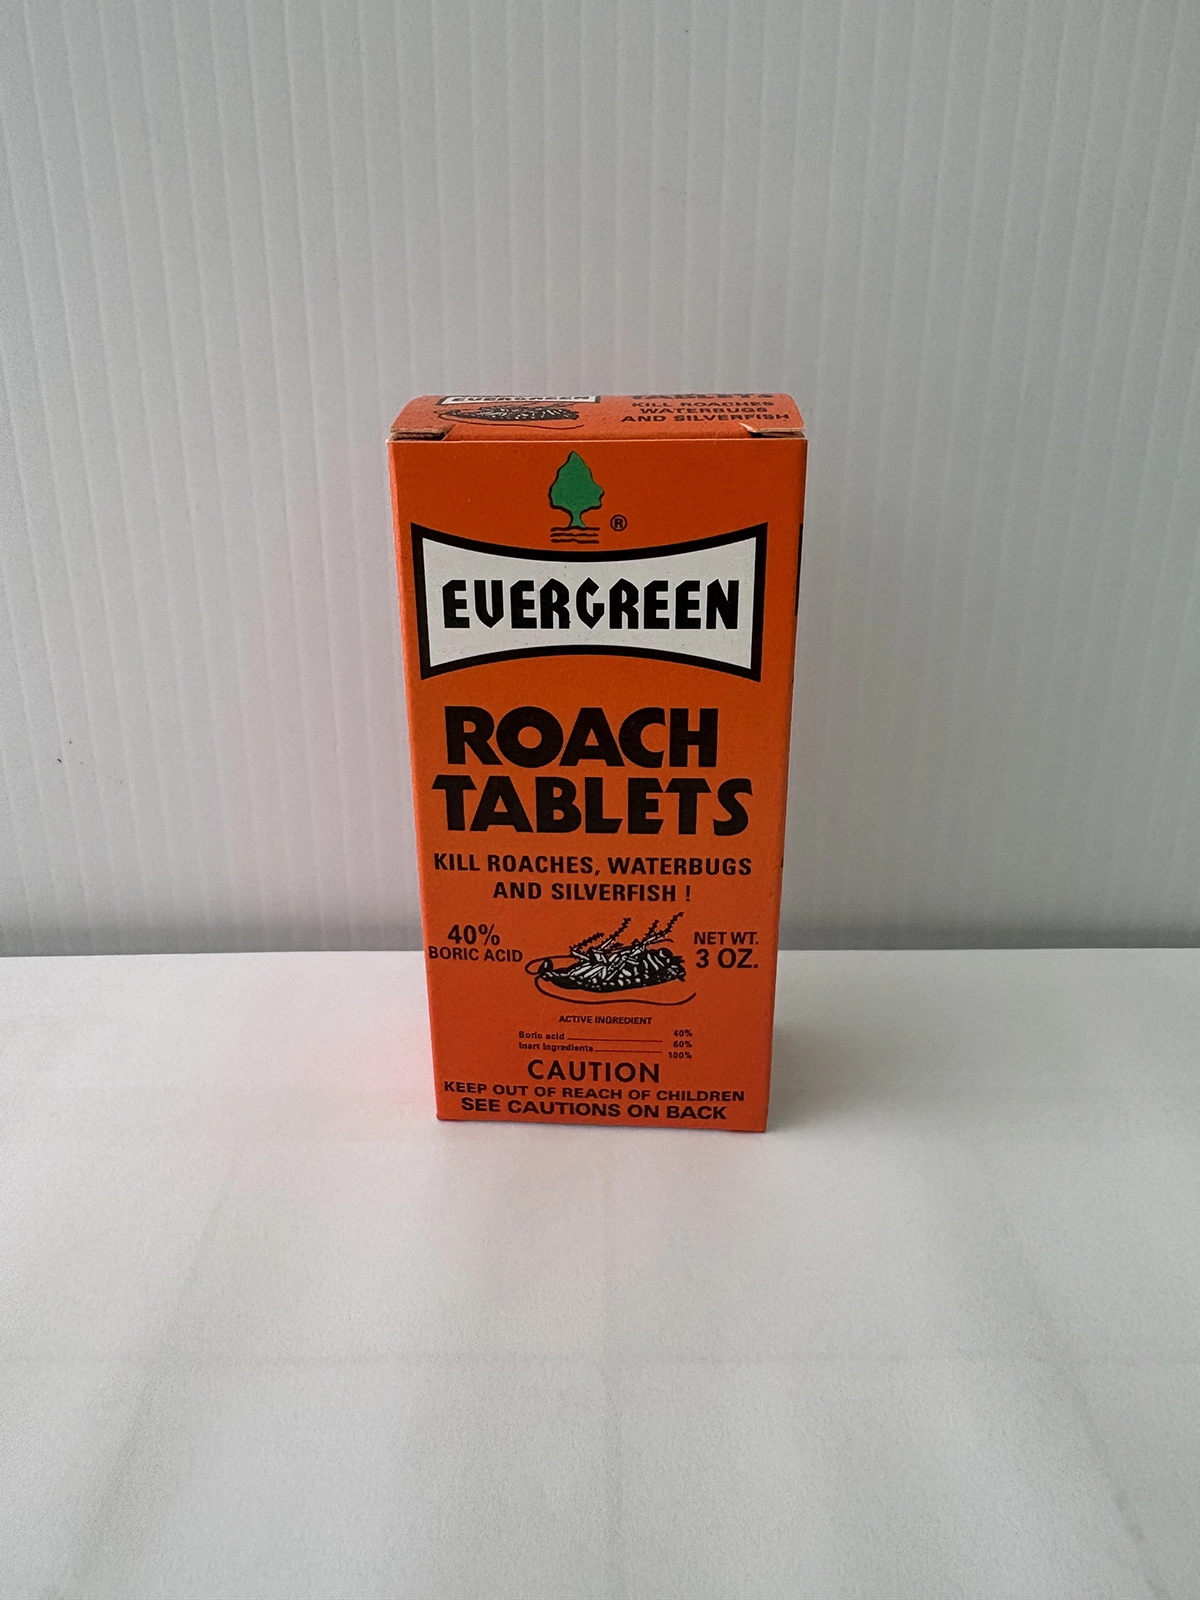 EVERGREEN
TABLETS
KILL ROACHES
WATERBUGS
AND SILVERFISH
®
EVERGREEN
ROACH
TABLETS
KILL ROACHES, WATERBUGS
AND SILVERFISH !
40%
BORIC ACID
NET WT.
3 OZ.
ACTIVE INGREDIENT
Boric acid 40%
Inert Ingredients 60%
100%
CAUTION
KEEP OUT OF REACH OF CHILDREN
SEE CAUTIONS ON BACK